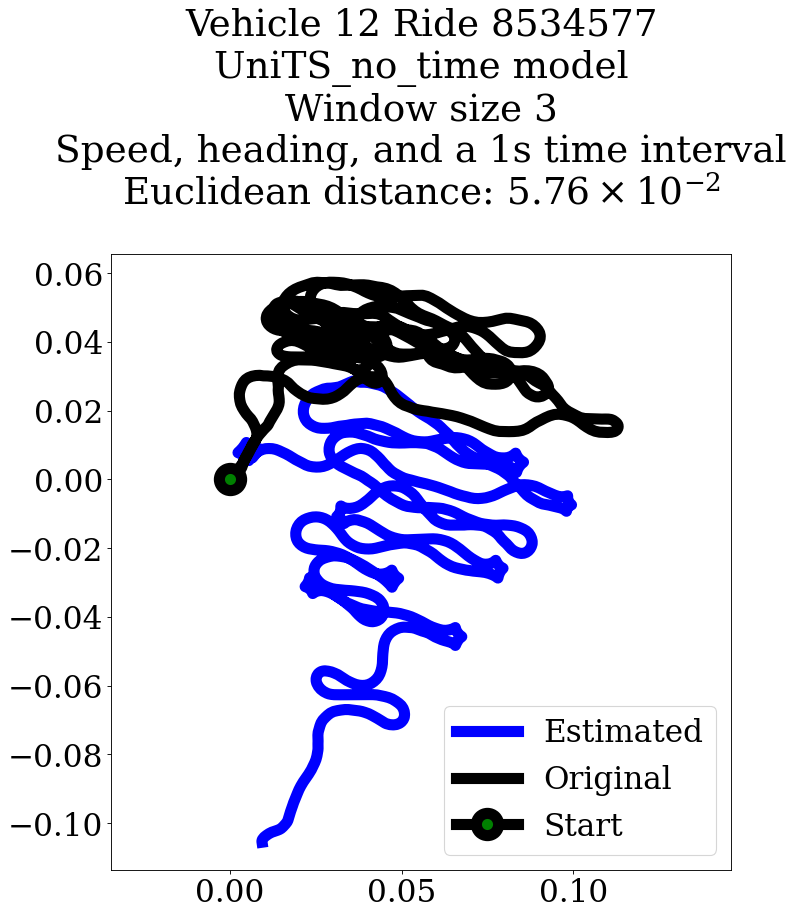 Vehicle 12 Ride 8534577
UniTS_no_time model
Window size 3
Speed, heading, and a 1s time interval
Euclidean distance: 5.76 × 10⁻²
0.06
0.04
0.02
0.00
−0.02
−0.04
−0.06
−0.08
−0.10
Estimated
Original
Start
0.00 0.05 0.10